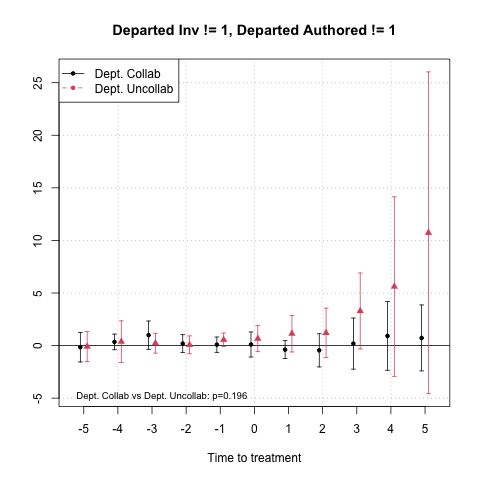 Departed Inv != 1, Departed Authored != 1
Dept. Collab
Dept. Uncollab
25
20
15
10
5
0
-5
Dept. Collab vs Dept. Uncollab: p=0.196
-5 -4 -3 -2 -1 0 1 2 3 4 5
Time to treatment